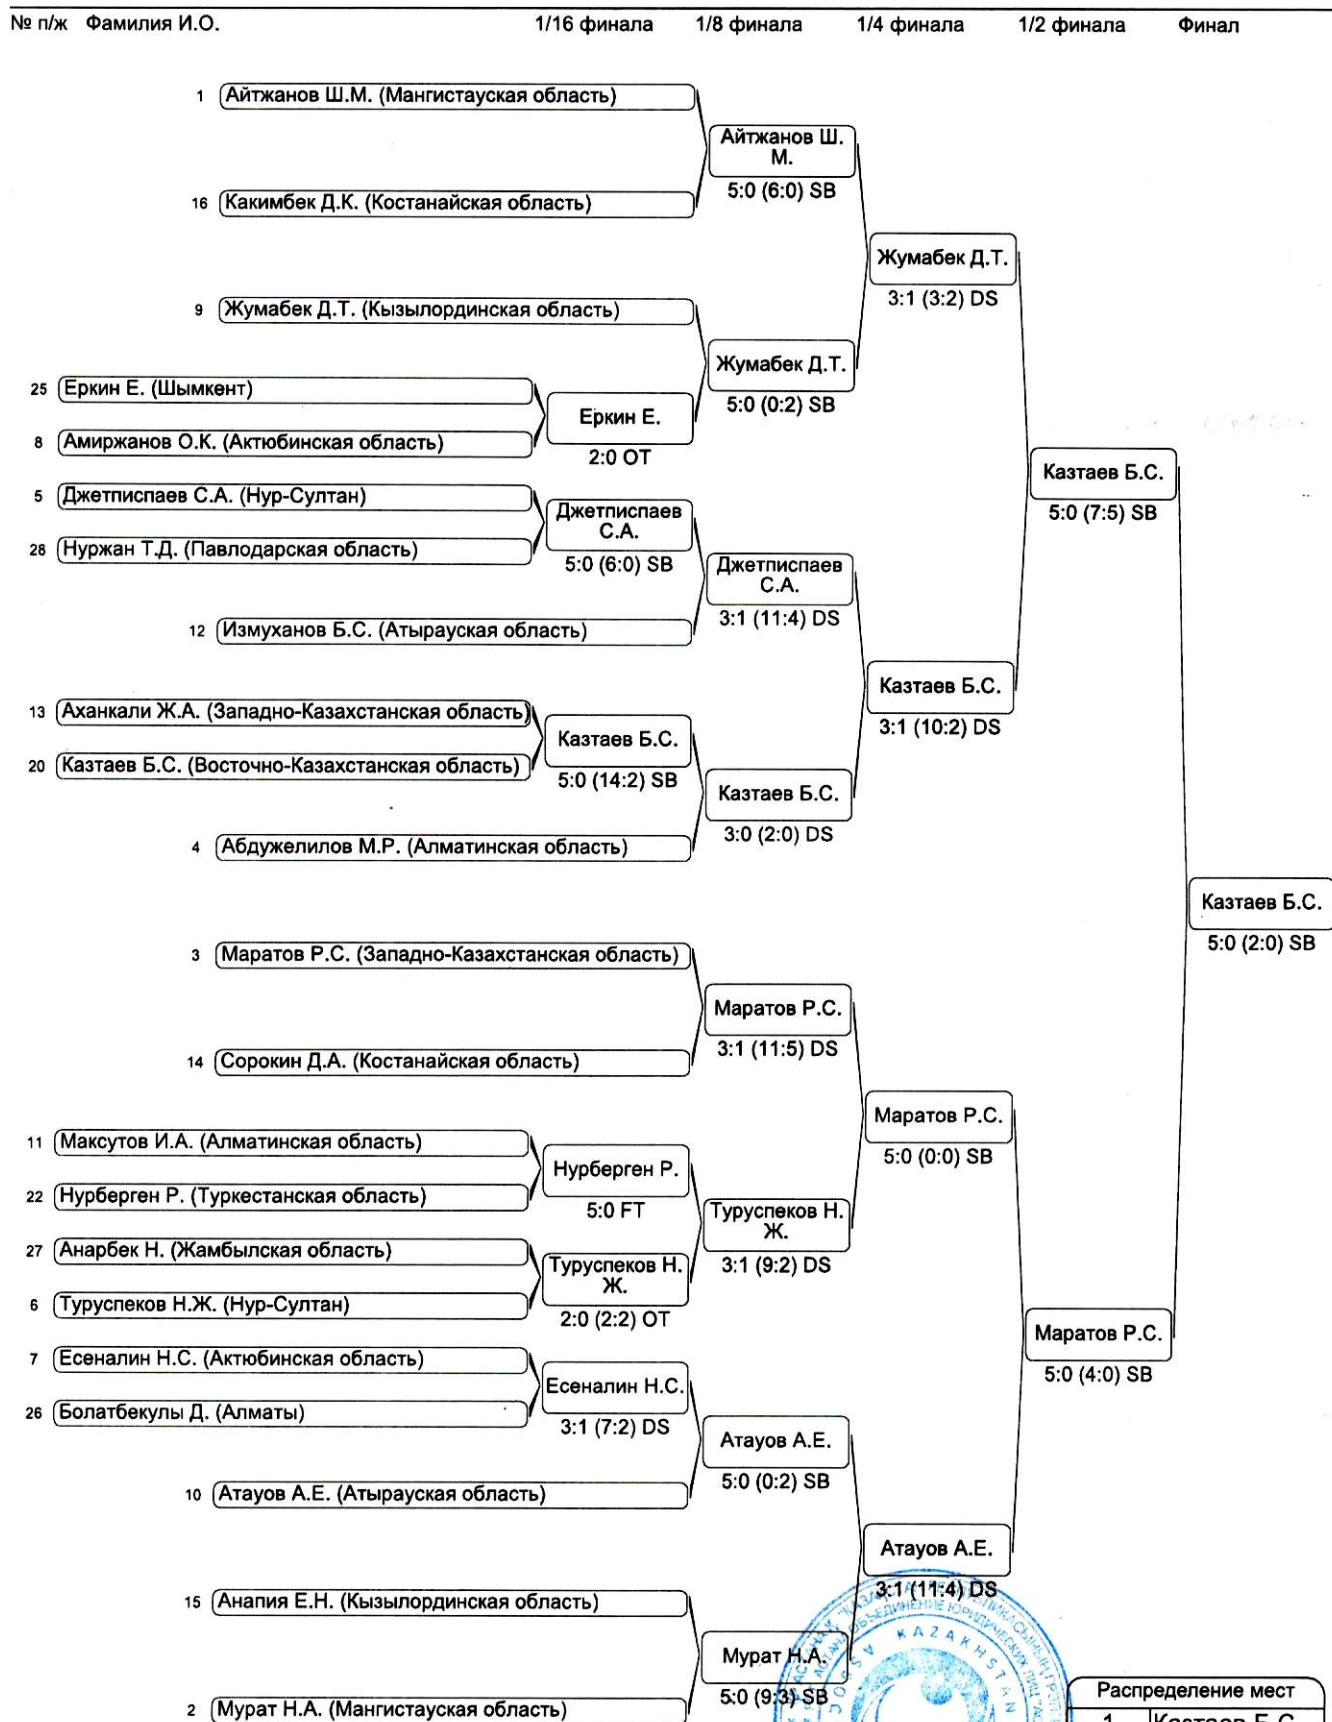 № п/ж Фамилия И.О. 1/16 финала 1/8 финала 1/4 финала 1/2 финала Финал
1 Айтжанов Ш.М. (Мангистауская область)
Айтжанов Ш.
М.
5:0 (6:0) SB
16 Какимбек Д.К. (Костанайская область)
Жумабек Д.Т.
3:1 (3:2) DS
9 Жумабек Д.Т. (Кызылординская область)
Жумабек Д.Т.
5:0 (0:2) SB
25 Еркин Е. (Шымкент)
Еркин Е.
2:0 ОТ
8 Амиржанов О.К. (Актюбинская область)
Казтаев Б.С.
5:0 (7:5) SB
5 Джетписпаев С.А. (Нур-Султан)
Джетписпаев
С.А.
5:0 (6:0) SB
28 Нуржан Т.Д. (Павлодарская область)
Джетписпаев
С.А.
3:1 (11:4) DS
12 Измуханов Б.С. (Атырауская область)
Казтаев Б.С.
3:1 (10:2) DS
13 Аханкали Ж.А. (Западно-Казахстанская область)
Казтаев Б.С.
5:0 (14:2) SB
20 Казтаев Б.С. (Восточно-Казахстанская область)
Казтаев Б.С.
3:0 (2:0) DS
4 Абдужелилов М.Р. (Алматинская область)
Казтаев Б.С.
5:0 (2:0) SB
3 Маратов Р.С. (Западно-Казахстанская область)
Маратов Р.С.
3:1 (11:5) DS
14 Сорокин Д.А. (Костанайская область)
Маратов Р.С.
5:0 (0:0) SB
11 Максутов И.А. (Алматинская область)
Нурберген Р.
5:0 FT
22 Нурберген Р. (Туркестанская область)
Туруспеков Н.
Ж.
3:1 (9:2) DS
27 Анарбек Н. (Жамбылская область)
Туруспеков Н.
Ж.
2:0 (2:2) ОТ
6 Туруспеков Н.Ж. (Нур-Султан)
Маратов Р.С.
5:0 (4:0) SB
7 Есеналин Н.С. (Актюбинская область)
Есеналин Н.С.
3:1 (7:2) DS
26 Болатбекулы Д. (Алматы)
Атауов А.Е.
5:0 (0:2) SB
10 Атауов А.Е. (Атырауская область)
Атауов А.Е.
3:1 (11:4) DS
15 Анапия Е.Н. (Кызылординская область)
Мурат Н.А.
5:0 (9:3) SB
2 Мурат Н.А. (Мангистауская область)
KAZAKHSTAN
Распределение мест
1 Казтаев Б.С.